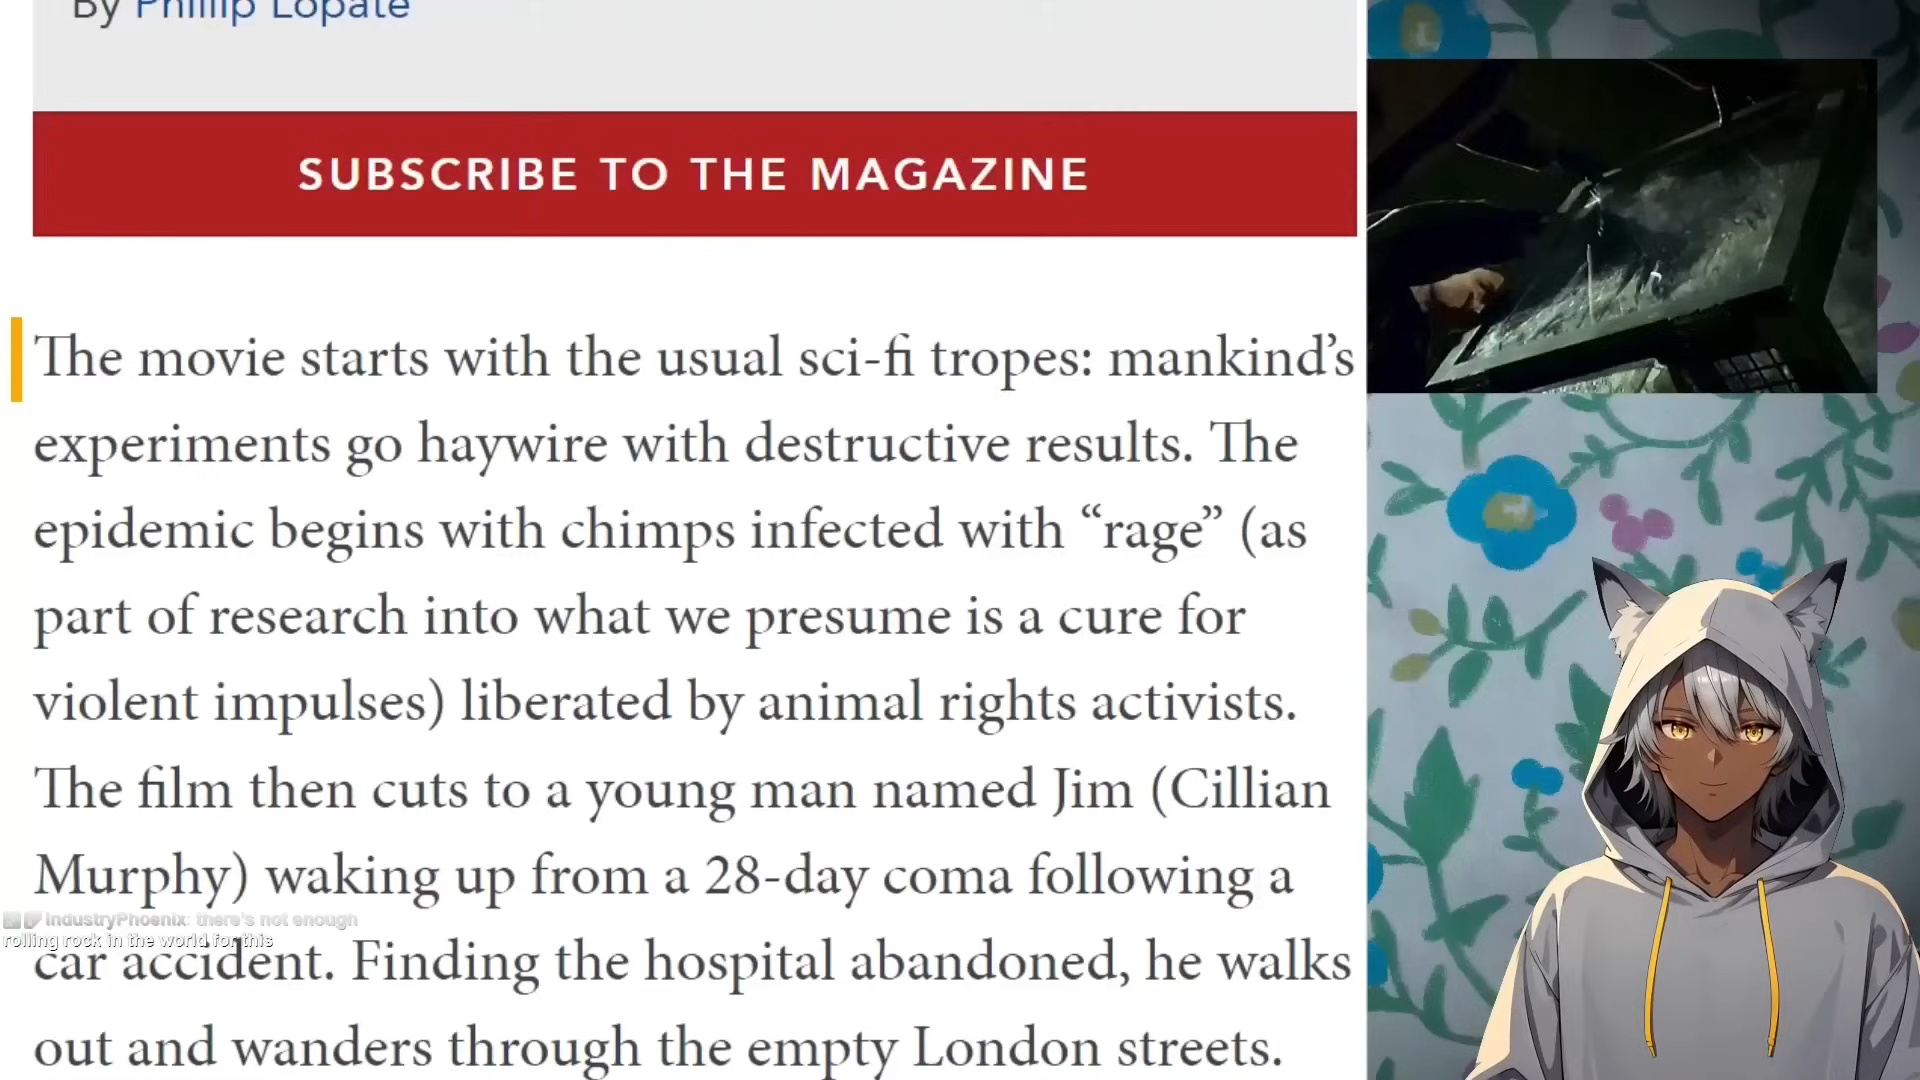 By Phillip Lopate
SUBSCRIBE TO THE MAGAZINE
The movie starts with the usual sci-fi tropes: mankind’s
experiments go haywire with destructive results. The
epidemic begins with chimps infected with “rage” (as
part of research into what we presume is a cure for
violent impulses) liberated by animal rights activists.
The film then cuts to a young man named Jim (Cillian
Murphy) waking up from a 28-day coma following a
IndustryPhoenix: there's not enough
rolling rock in the world for this
car accident. Finding the hospital abandoned, he walks
out and wanders through the empty London streets.